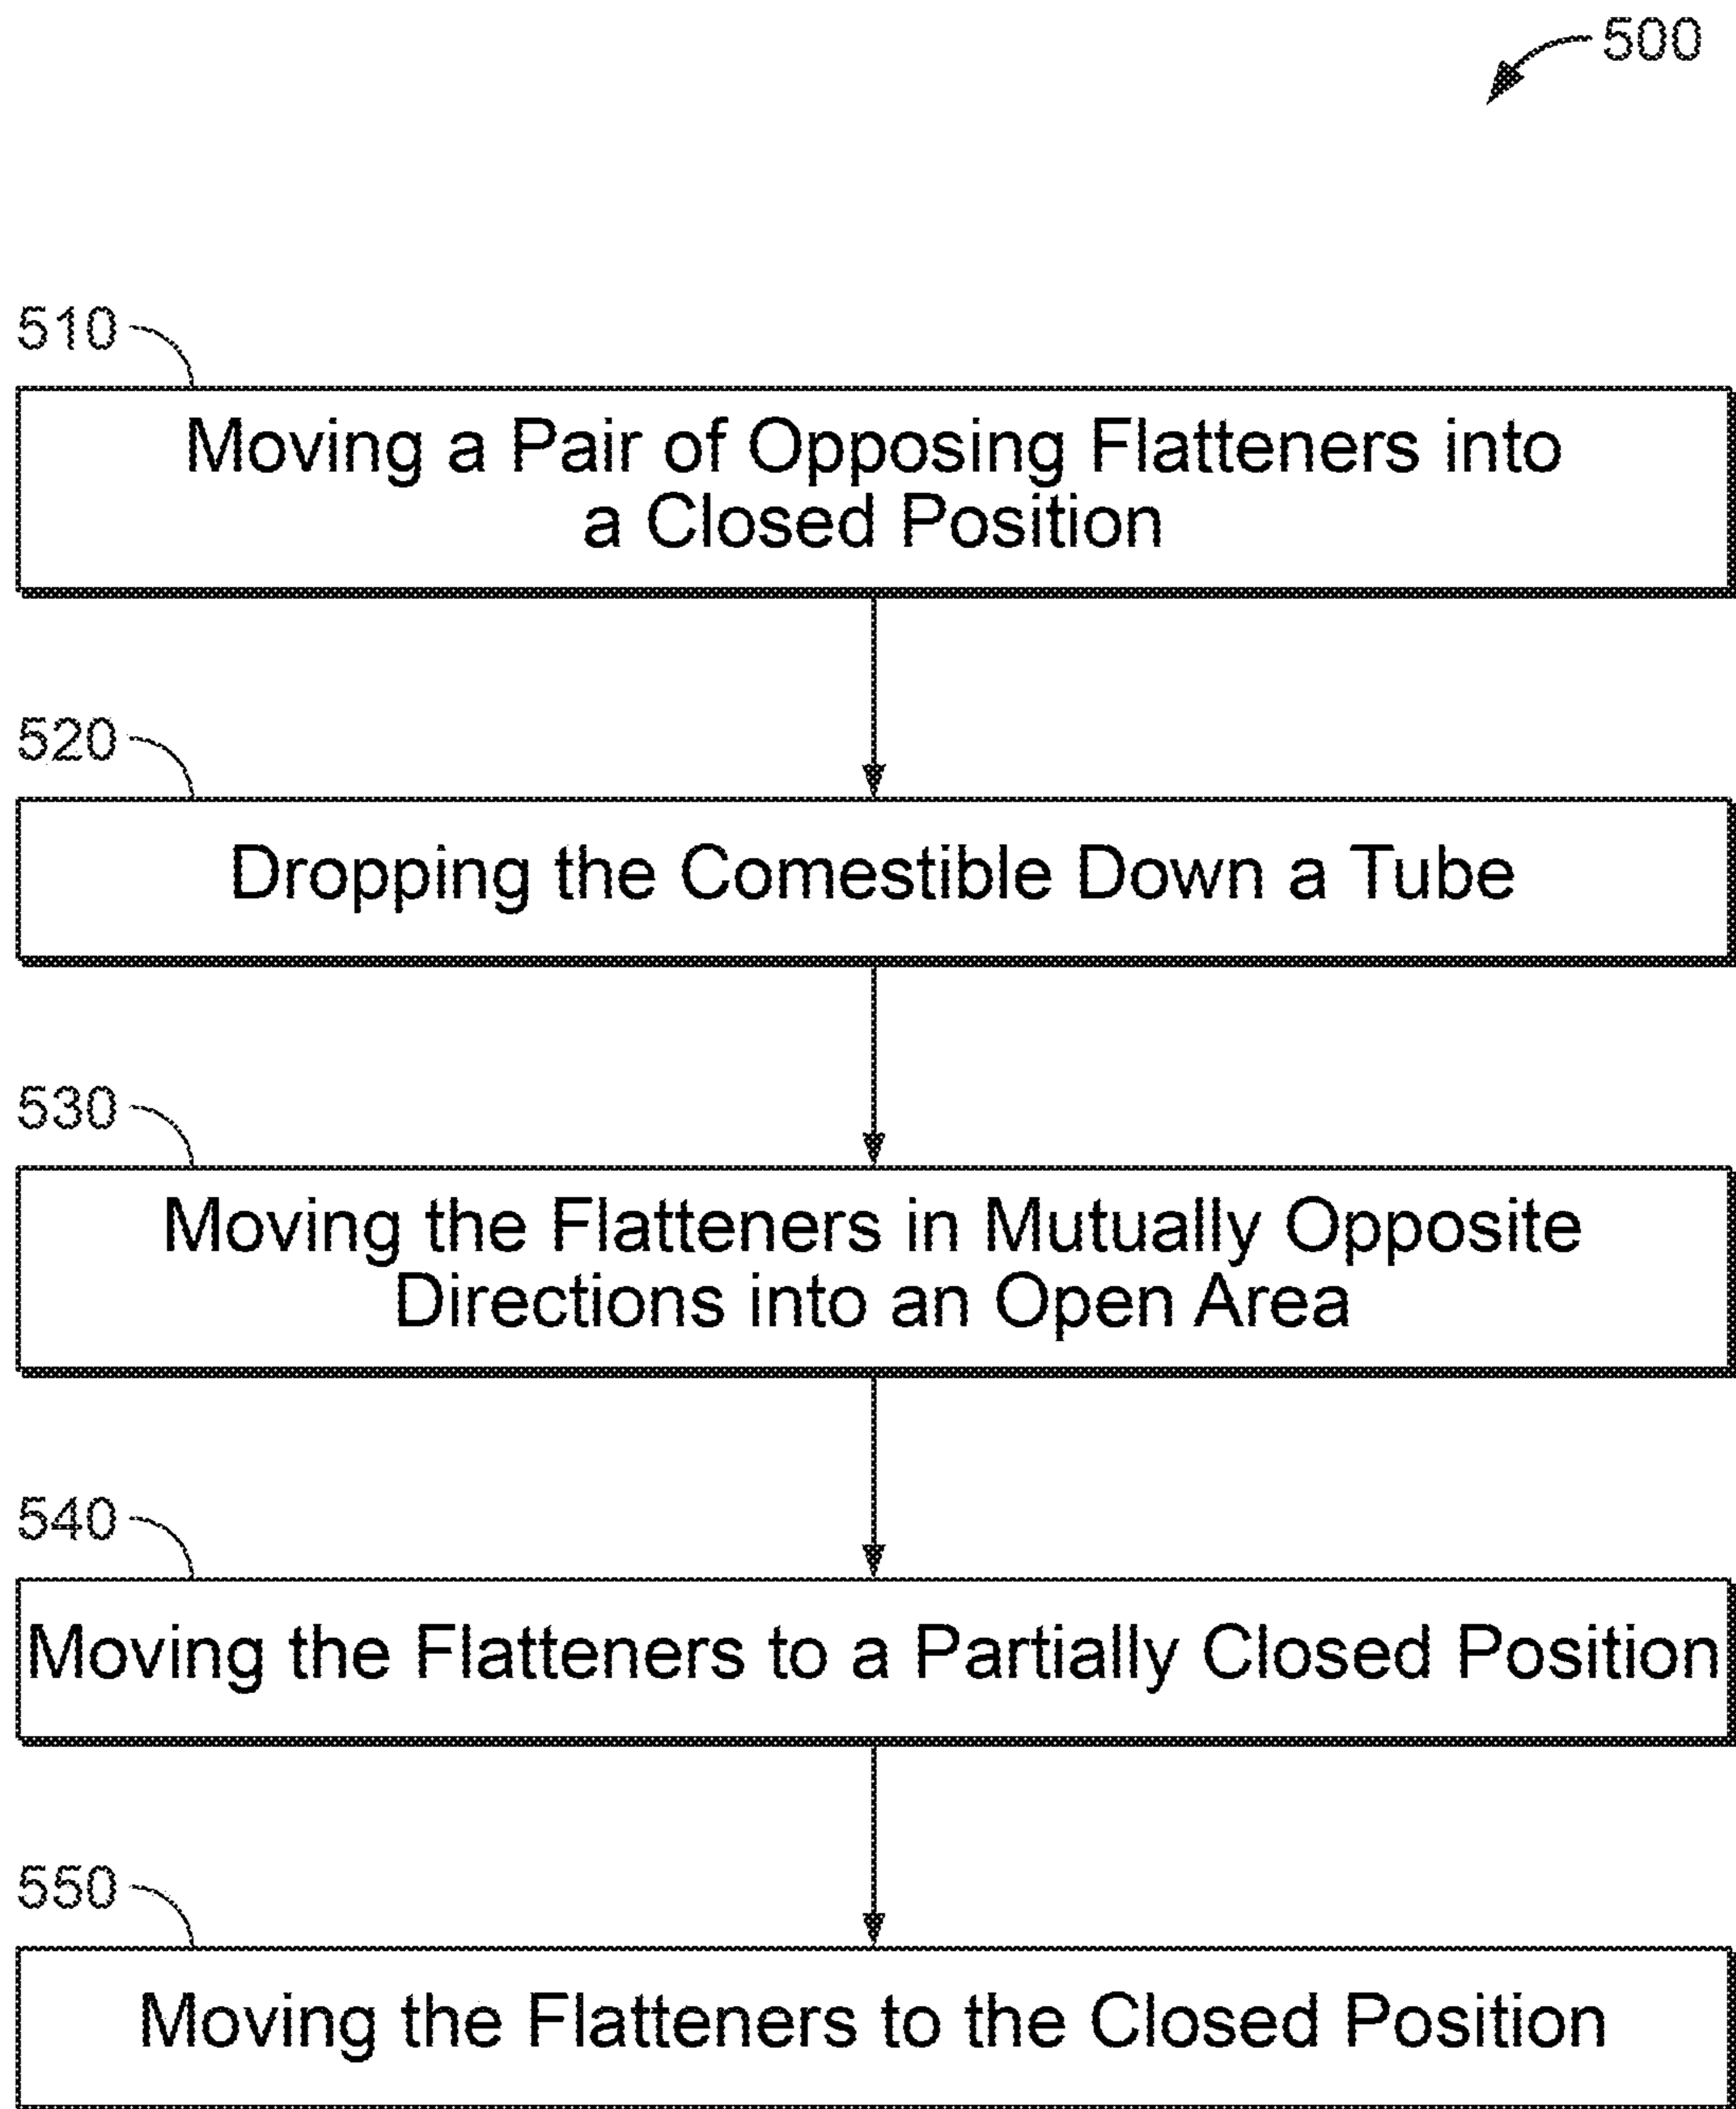 500
510
Moving a Pair of Opposing Flatteners into
a Closed Position
520
Dropping the Comestible Down a Tube
530
Moving the Flatteners in Mutually Opposite
Directions into an Open Area
540
Moving the Flatteners to a Partially Closed Position
550
Moving the Flatteners to the Closed Position